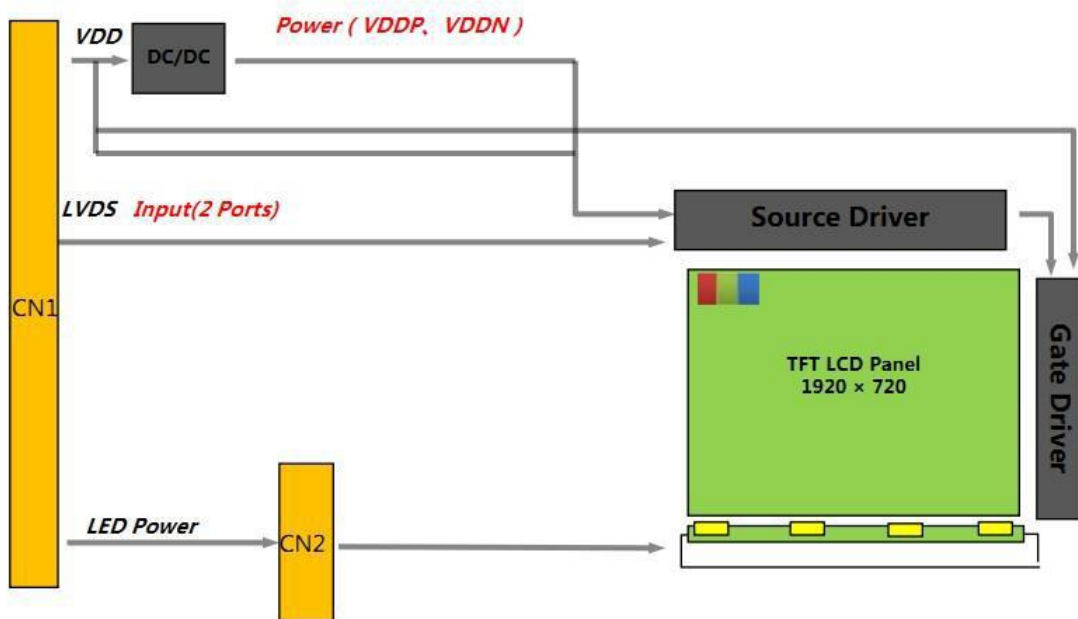 VDD
DC/DC
Power ( VDDP、VDDN )
LVDS Input(2 Ports)
Source Driver
CN1
TFT LCD Panel
1920 × 720
Gate Driver
LED Power
CN2